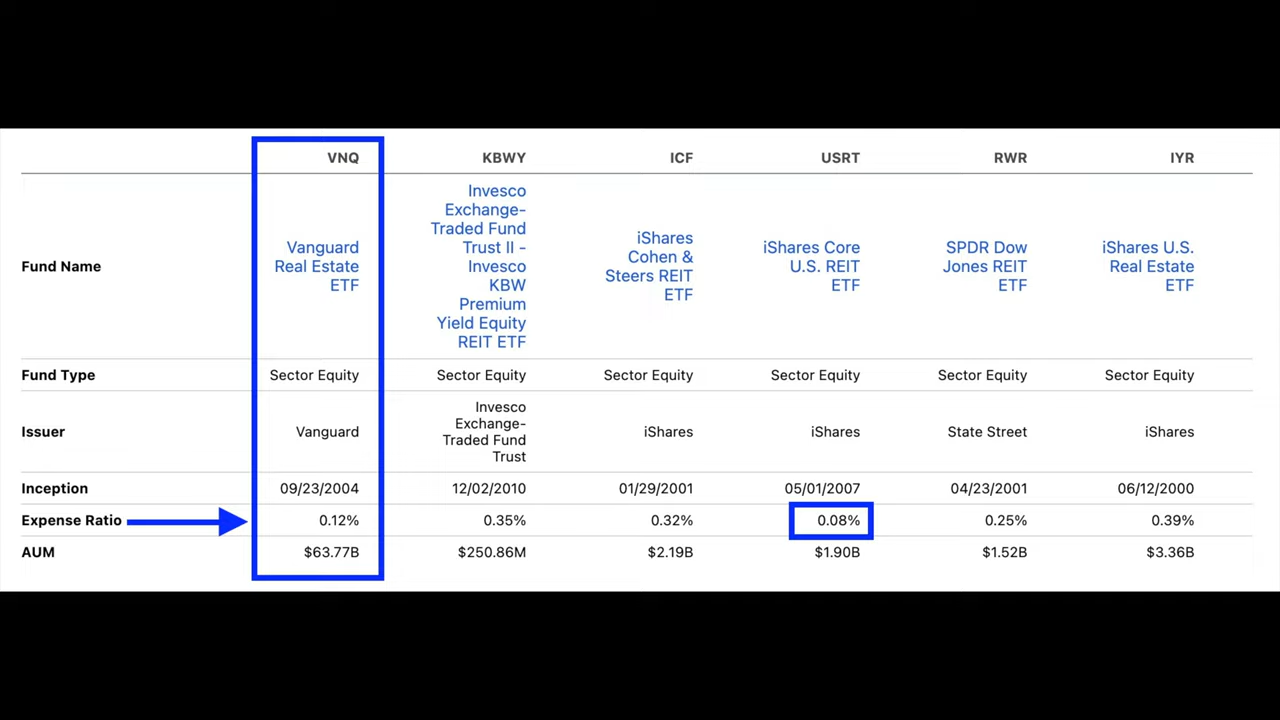 VNQ KBWY ICF USRT RWR IYR
Fund Name
Vanguard
Real Estate
ETF
Invesco
Exchange-
Traded Fund
Trust II -
Invesco
KBW
Premium
Yield Equity
REIT ETF
iShares
Cohen &
Steers REIT
ETF
iShares Core
U.S. REIT
ETF
SPDR Dow
Jones REIT
ETF
iShares U.S.
Real Estate
ETF
Fund Type Sector Equity Sector Equity Sector Equity Sector Equity Sector Equity Sector Equity
Issuer
Vanguard
Invesco
Exchange-
Traded Fund
Trust
iShares
iShares
State Street
iShares
Inception 09/23/2004 12/02/2010 01/29/2001 05/01/2007 04/23/2001 06/12/2000
Expense Ratio 0.12% 0.35% 0.32% 0.08% 0.25% 0.39%
AUM $63.77B $250.86M $2.19B $1.90B $1.52B $3.36B